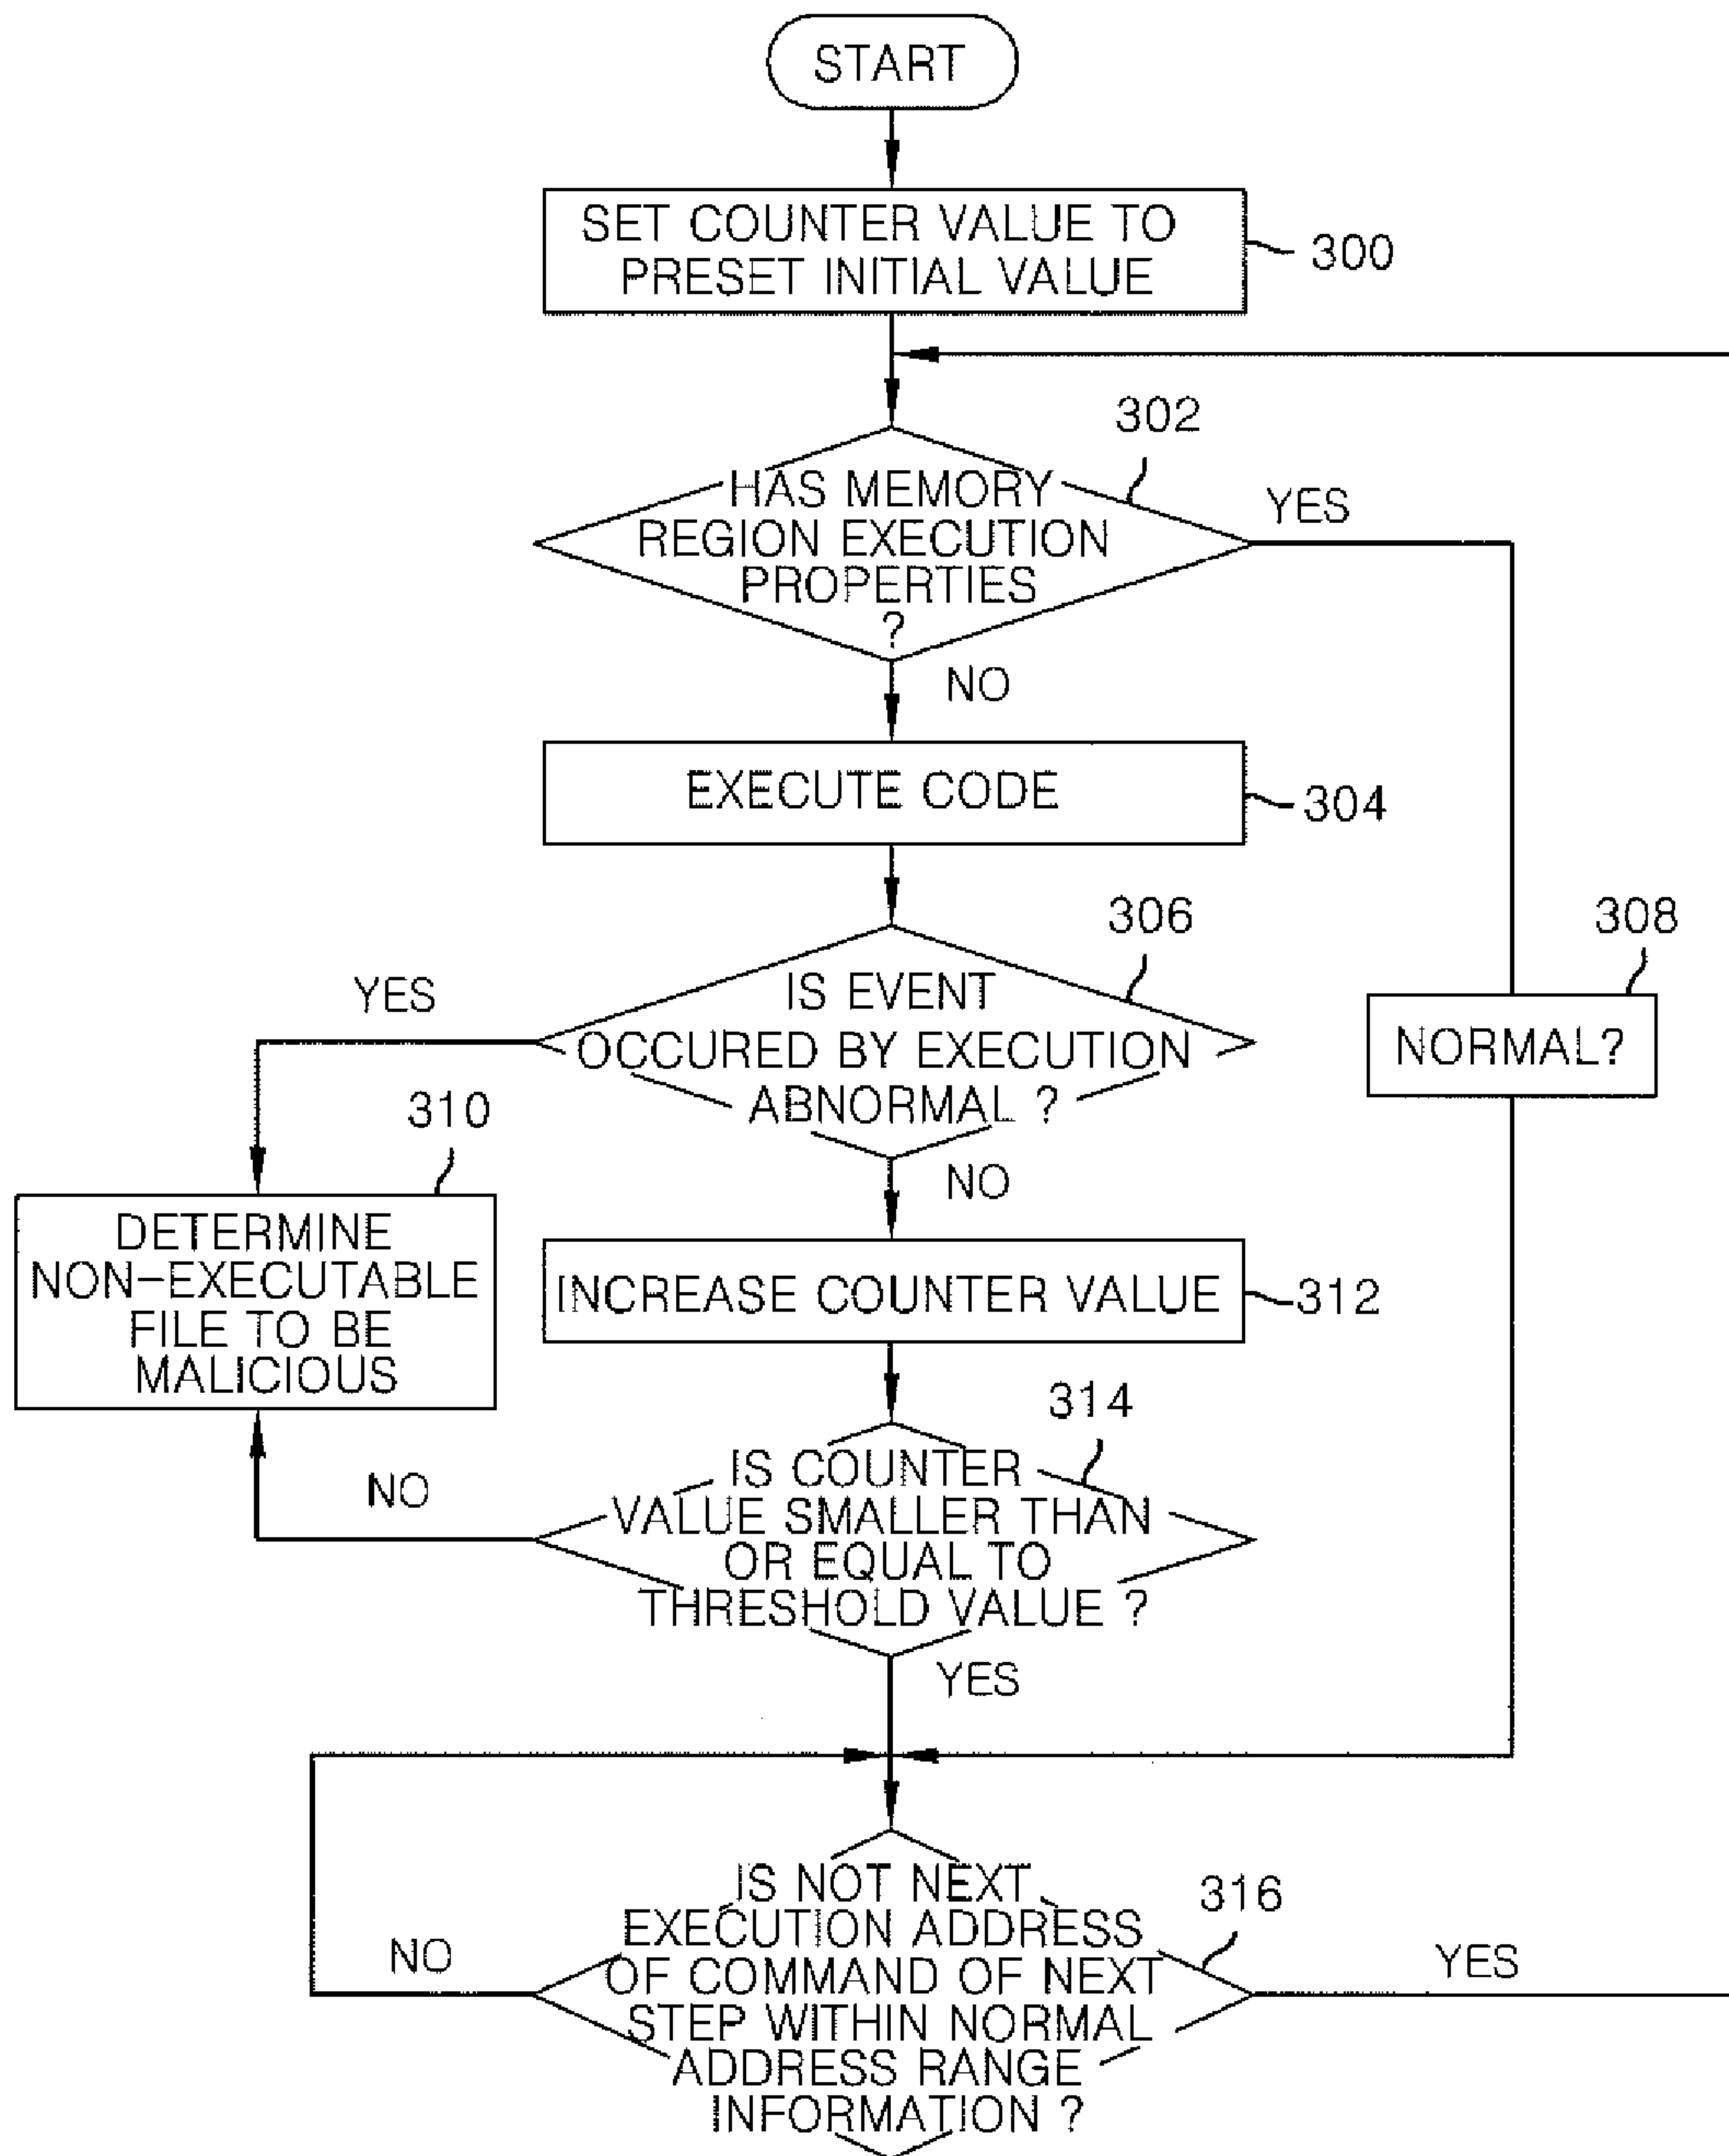 START
SET COUNTER VALUE TO
PRESET INITIAL VALUE
300
302
HAS MEMORY
REGION EXECUTION
PROPERTIES
?
YES
NO
EXECUTE CODE
304
306
IS EVENT
OCCURED BY EXECUTION
ABNORMAL ?
YES
308
NORMAL?
310
DETERMINE
NON-EXECUTABLE
FILE TO BE
MALICIOUS
NO
INCREASE COUNTER VALUE
312
314
IS COUNTER
VALUE SMALLER THAN
OR EQUAL TO
THRESHOLD VALUE ?
NO
YES
316
IS NOT NEXT
EXECUTION ADDRESS
OF COMMAND OF NEXT
STEP WITHIN NORMAL
ADDRESS RANGE
INFORMATION ?
NO
YES